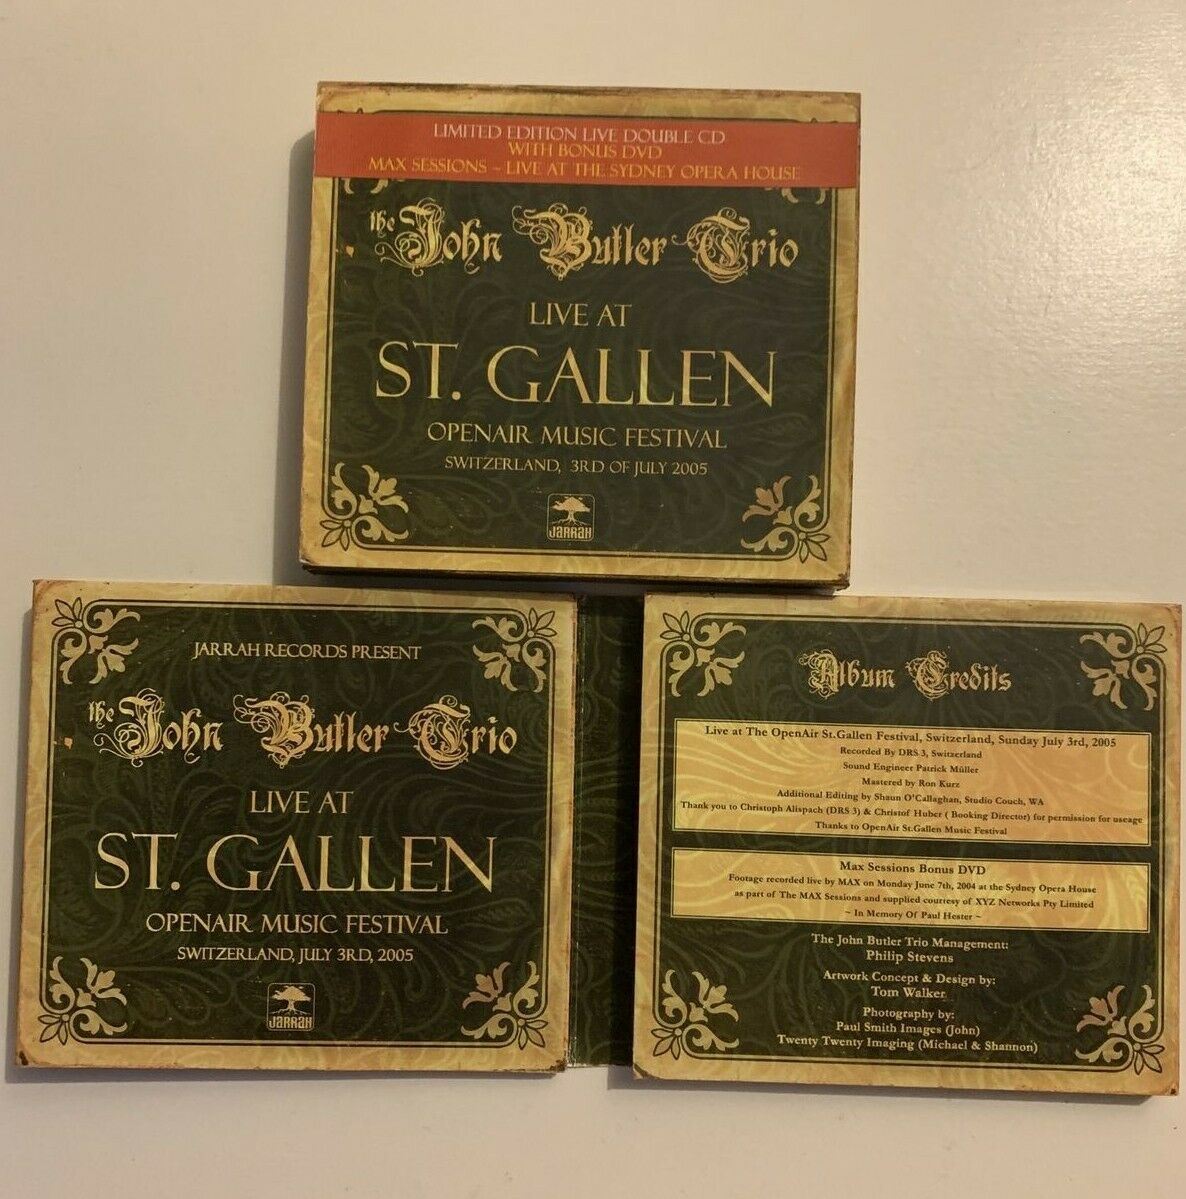 LIMITED EDITION LIVE DOUBLE CD
WITH BONUS DVD
MAX SESSIONS ~ LIVE AT THE SYDNEY OPERA HOUSE
the John Butler Trio
LIVE AT
ST. GALLEN
OPENAIR MUSIC FESTIVAL
SWITZERLAND, 3RD OF JULY 2005
JARRAH
JARRAH RECORDS PRESENT
the John Butler Trio
LIVE AT
ST. GALLEN
OPENAIR MUSIC FESTIVAL
SWITZERLAND, JULY 3RD, 2005
JARRAH
Album Credits
Live at The OpenAir St.Gallen Festival, Switzerland, Sunday July 3rd, 2005
Recorded By DRS 3, Switzerland
Sound Engineer Patrick Müller
Mastered by Ron Kurz
Additional Editing by Shaun O'Callaghan, Studio Couch, WA
Thank you to Christoph Alispach (DRS 3) & Christof Huber ( Booking Director) for permission for useage
Thanks to OpenAir St.Gallen Music Festival
Max Sessions Bonus DVD
Footage recorded live by MAX on Monday June 7th, 2004 at the Sydney Opera House
as part of The MAX Sessions and supplied courtesy of XYZ Networks Pty Limited
~ In Memory Of Paul Hester ~
The John Butler Trio Management:
Philip Stevens
Artwork Concept & Design by:
Tom Walker
Photography by:
Paul Smith Images (John)
Twenty Twenty Imaging (Michael & Shannon)